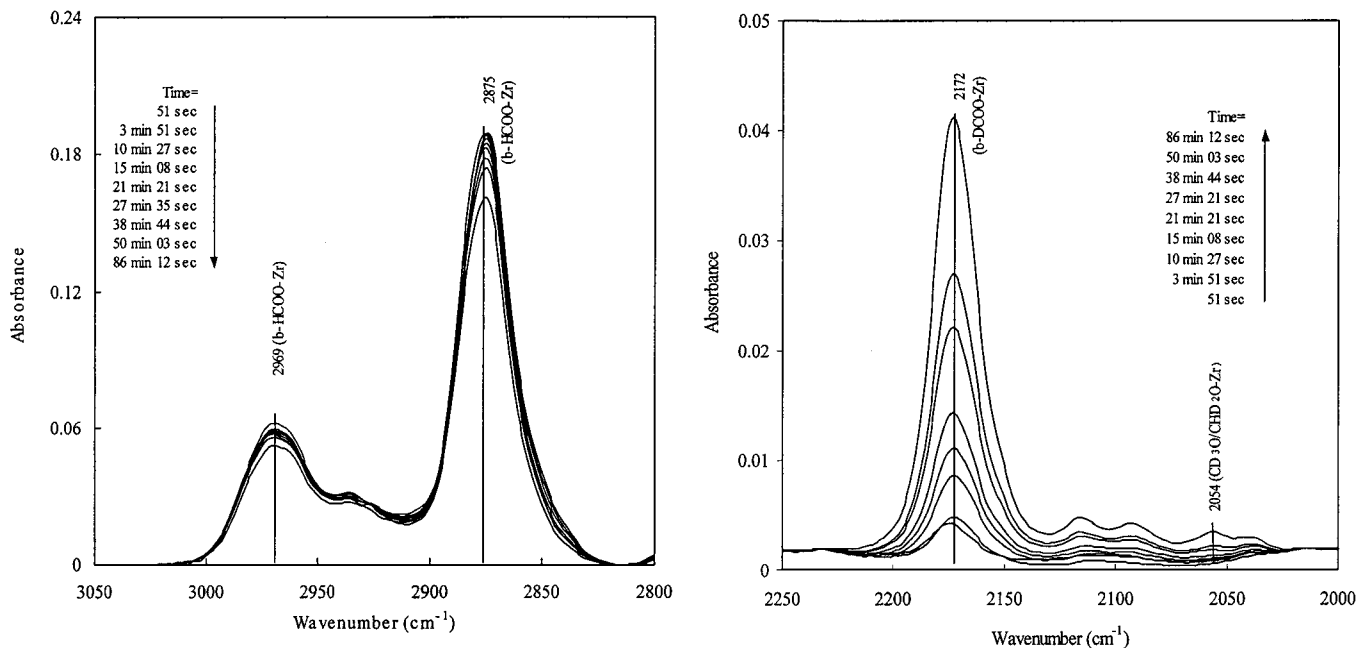 0.24
0.18
0.12
0.06
0
Absorbance
Time=
51 sec
3 min 51 sec
10 min 27 sec
15 min 08 sec
21 min 21 sec
27 min 35 sec
38 min 44 sec
50 min 03 sec
86 min 12 sec
2969 (b-HCOO-Zr)
2875
(b-HCOO-Zr)
3050 3000 2950 2900 2850 2800
Wavenumber (cm⁻¹)
0.05
0.04
0.03
0.02
0.01
0
Absorbance
2172
(b-DCOO-Zr)
Time=
86 min 12 sec
50 min 03 sec
38 min 44 sec
27 min 21 sec
21 min 21 sec
15 min 08 sec
10 min 27 sec
3 min 51 sec
51 sec
2054 (CD ₃O/CHD ₂O-Zr)
2250 2200 2150 2100 2050 2000
Wavenumber (cm⁻¹)